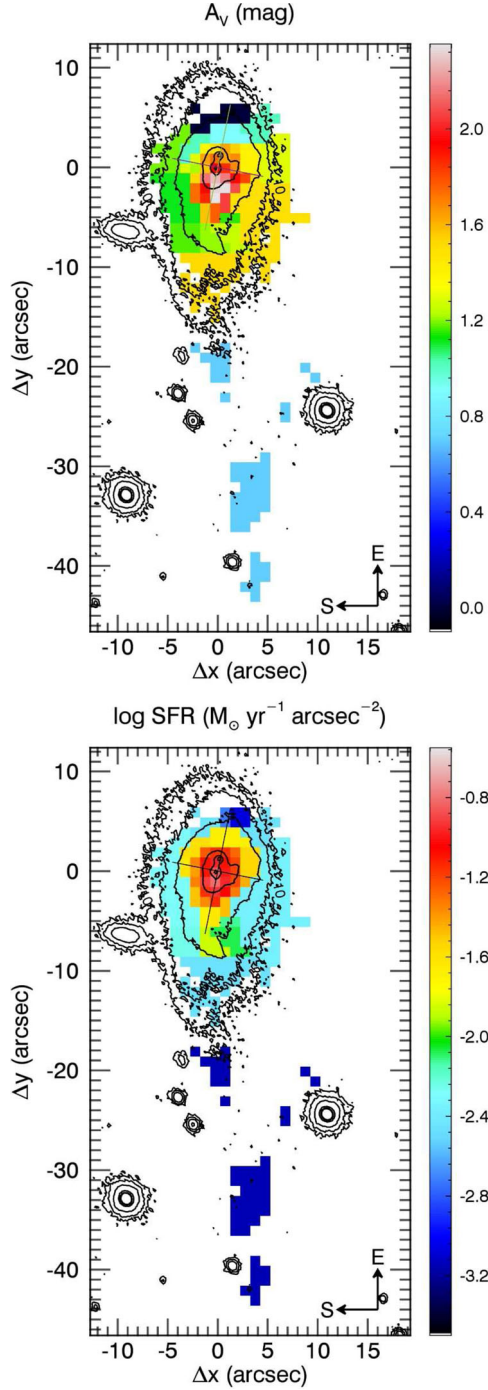 A_V (mag)
10
0
-10
-20
-30
-40
Δy (arcsec)
2.0
1.6
1.2
0.8
0.4
0.0
E
S
-10 -5 0 5 10 15
Δx (arcsec)
log SFR (M⊙ yr⁻¹ arcsec⁻²)
10
0
-10
-20
-30
-40
Δy (arcsec)
-0.8
-1.2
-1.6
-2.0
-2.4
-2.8
-3.2
E
S
-10 -5 0 5 10 15
Δx (arcsec)